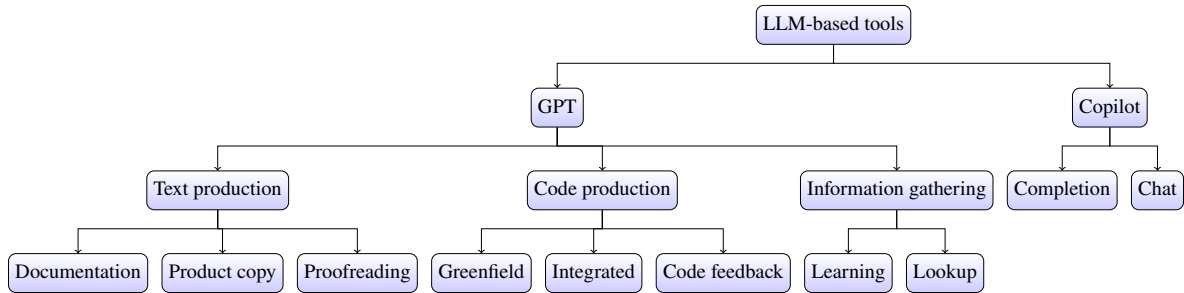 LLM-based tools
GPT
Copilot
Text production
Code production
Information gathering
Completion
Chat
Documentation
Product copy
Proofreading
Greenfield
Integrated
Code feedback
Learning
Lookup